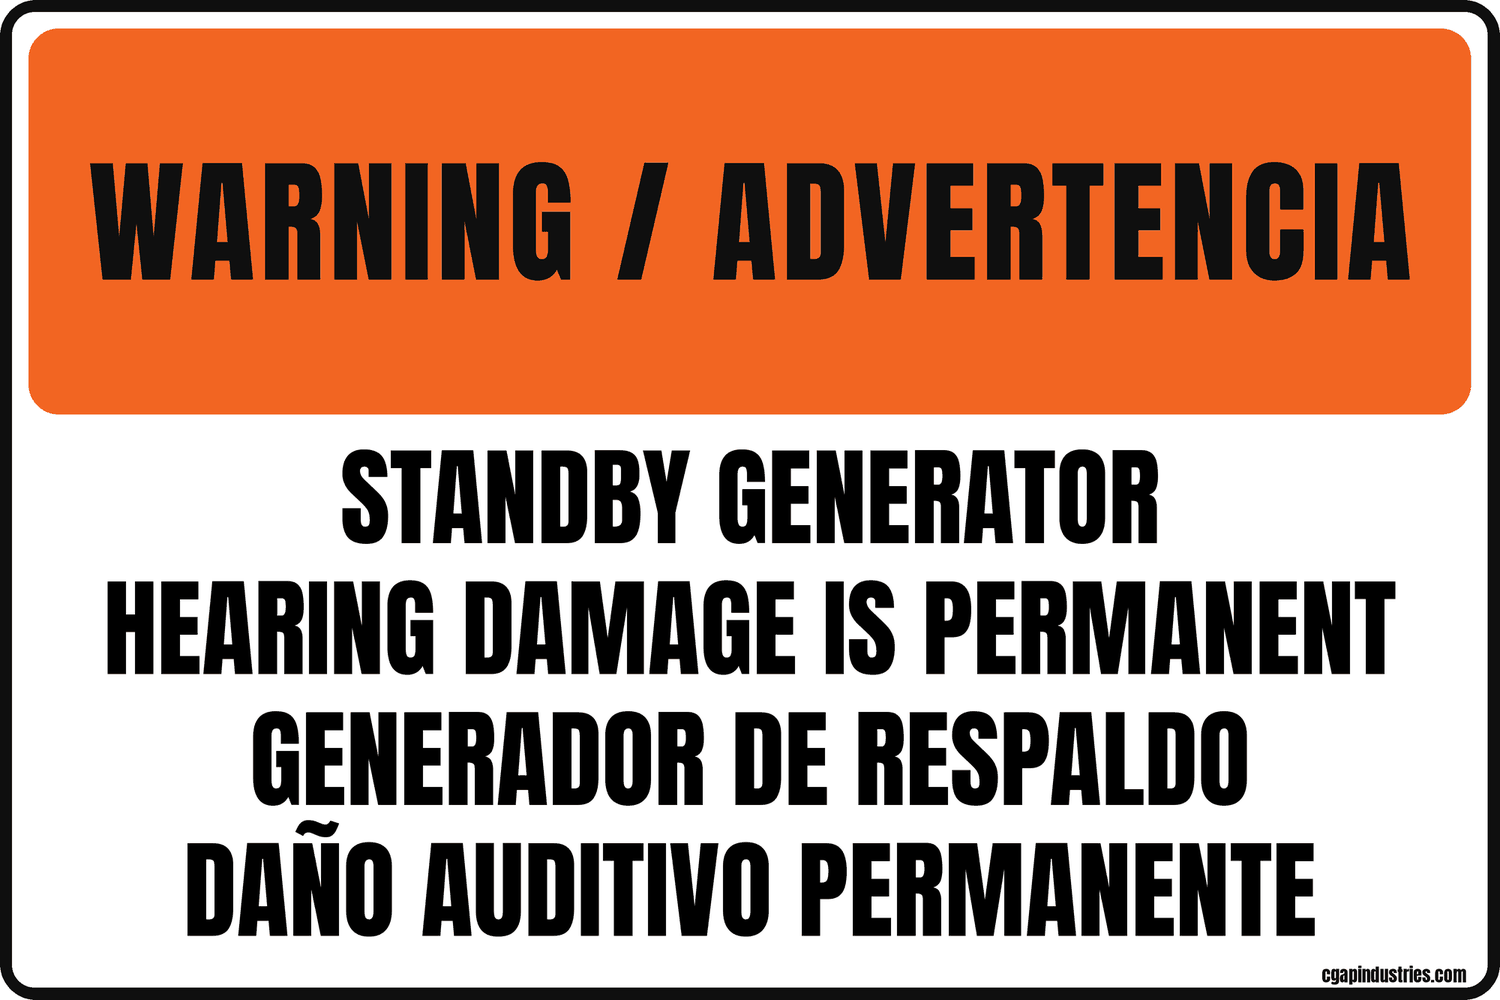 WARNING / ADVERTENCIA
STANDBY GENERATOR
HEARING DAMAGE IS PERMANENT
GENERADOR DE RESPALDO
DAÑO AUDITIVO PERMANENTE
cgapindustries.com